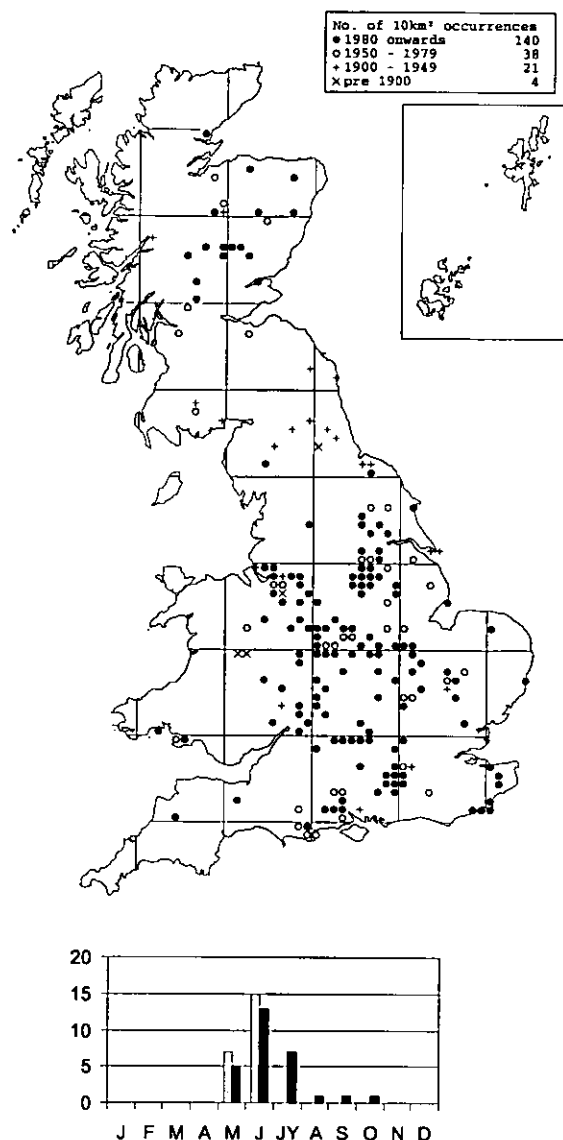 No. of 10km² occurrences
● 1980 onwards 140
○ 1950 - 1979 38
+ 1900 - 1949 21
× pre 1900 4
20
15
10
5
0
J F M A M J JY A S O N D